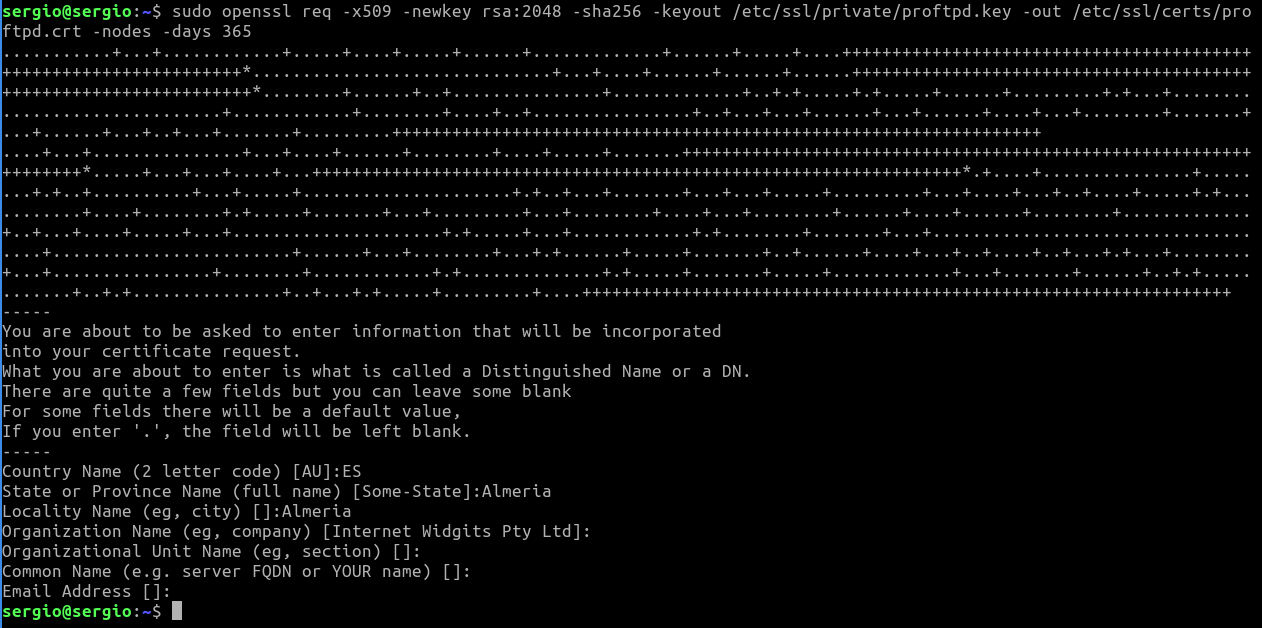 sergio@sergio:~$ sudo openssl req -x509 -newkey rsa:2048 -sha256 -keyout /etc/ssl/private/proftpd.key -out /etc/ssl/certs/pro
ftpd.crt -nodes -days 365
-----
You are about to be asked to enter information that will be incorporated
into your certificate request.
What you are about to enter is what is called a Distinguished Name or a DN.
There are quite a few fields but you can leave some blank
For some fields there will be a default value,
If you enter '.', the field will be left blank.
-----
Country Name (2 letter code) [AU]:ES
State or Province Name (full name) [Some-State]:Almeria
Locality Name (eg, city) []:Almeria
Organization Name (eg, company) [Internet Widgits Pty Ltd]:
Organizational Unit Name (eg, section) []:
Common Name (e.g. server FQDN or YOUR name) []:
Email Address []:
sergio@sergio:~$